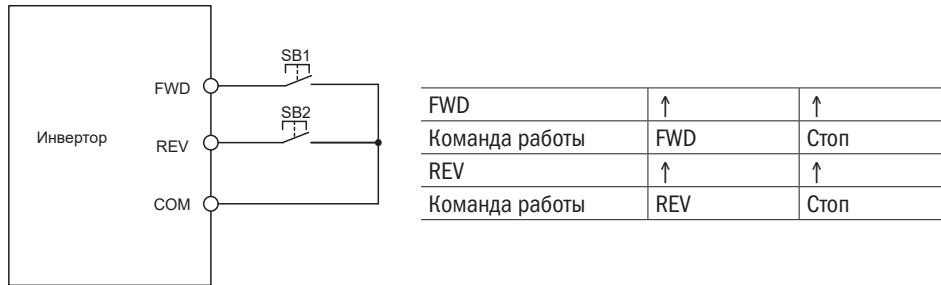 SB1
FWD
SB2
Инвертор
REV
COM
FWD ↑ ↑
Команда работы FWD Стоп
REV ↑ ↑
Команда работы REV Стоп